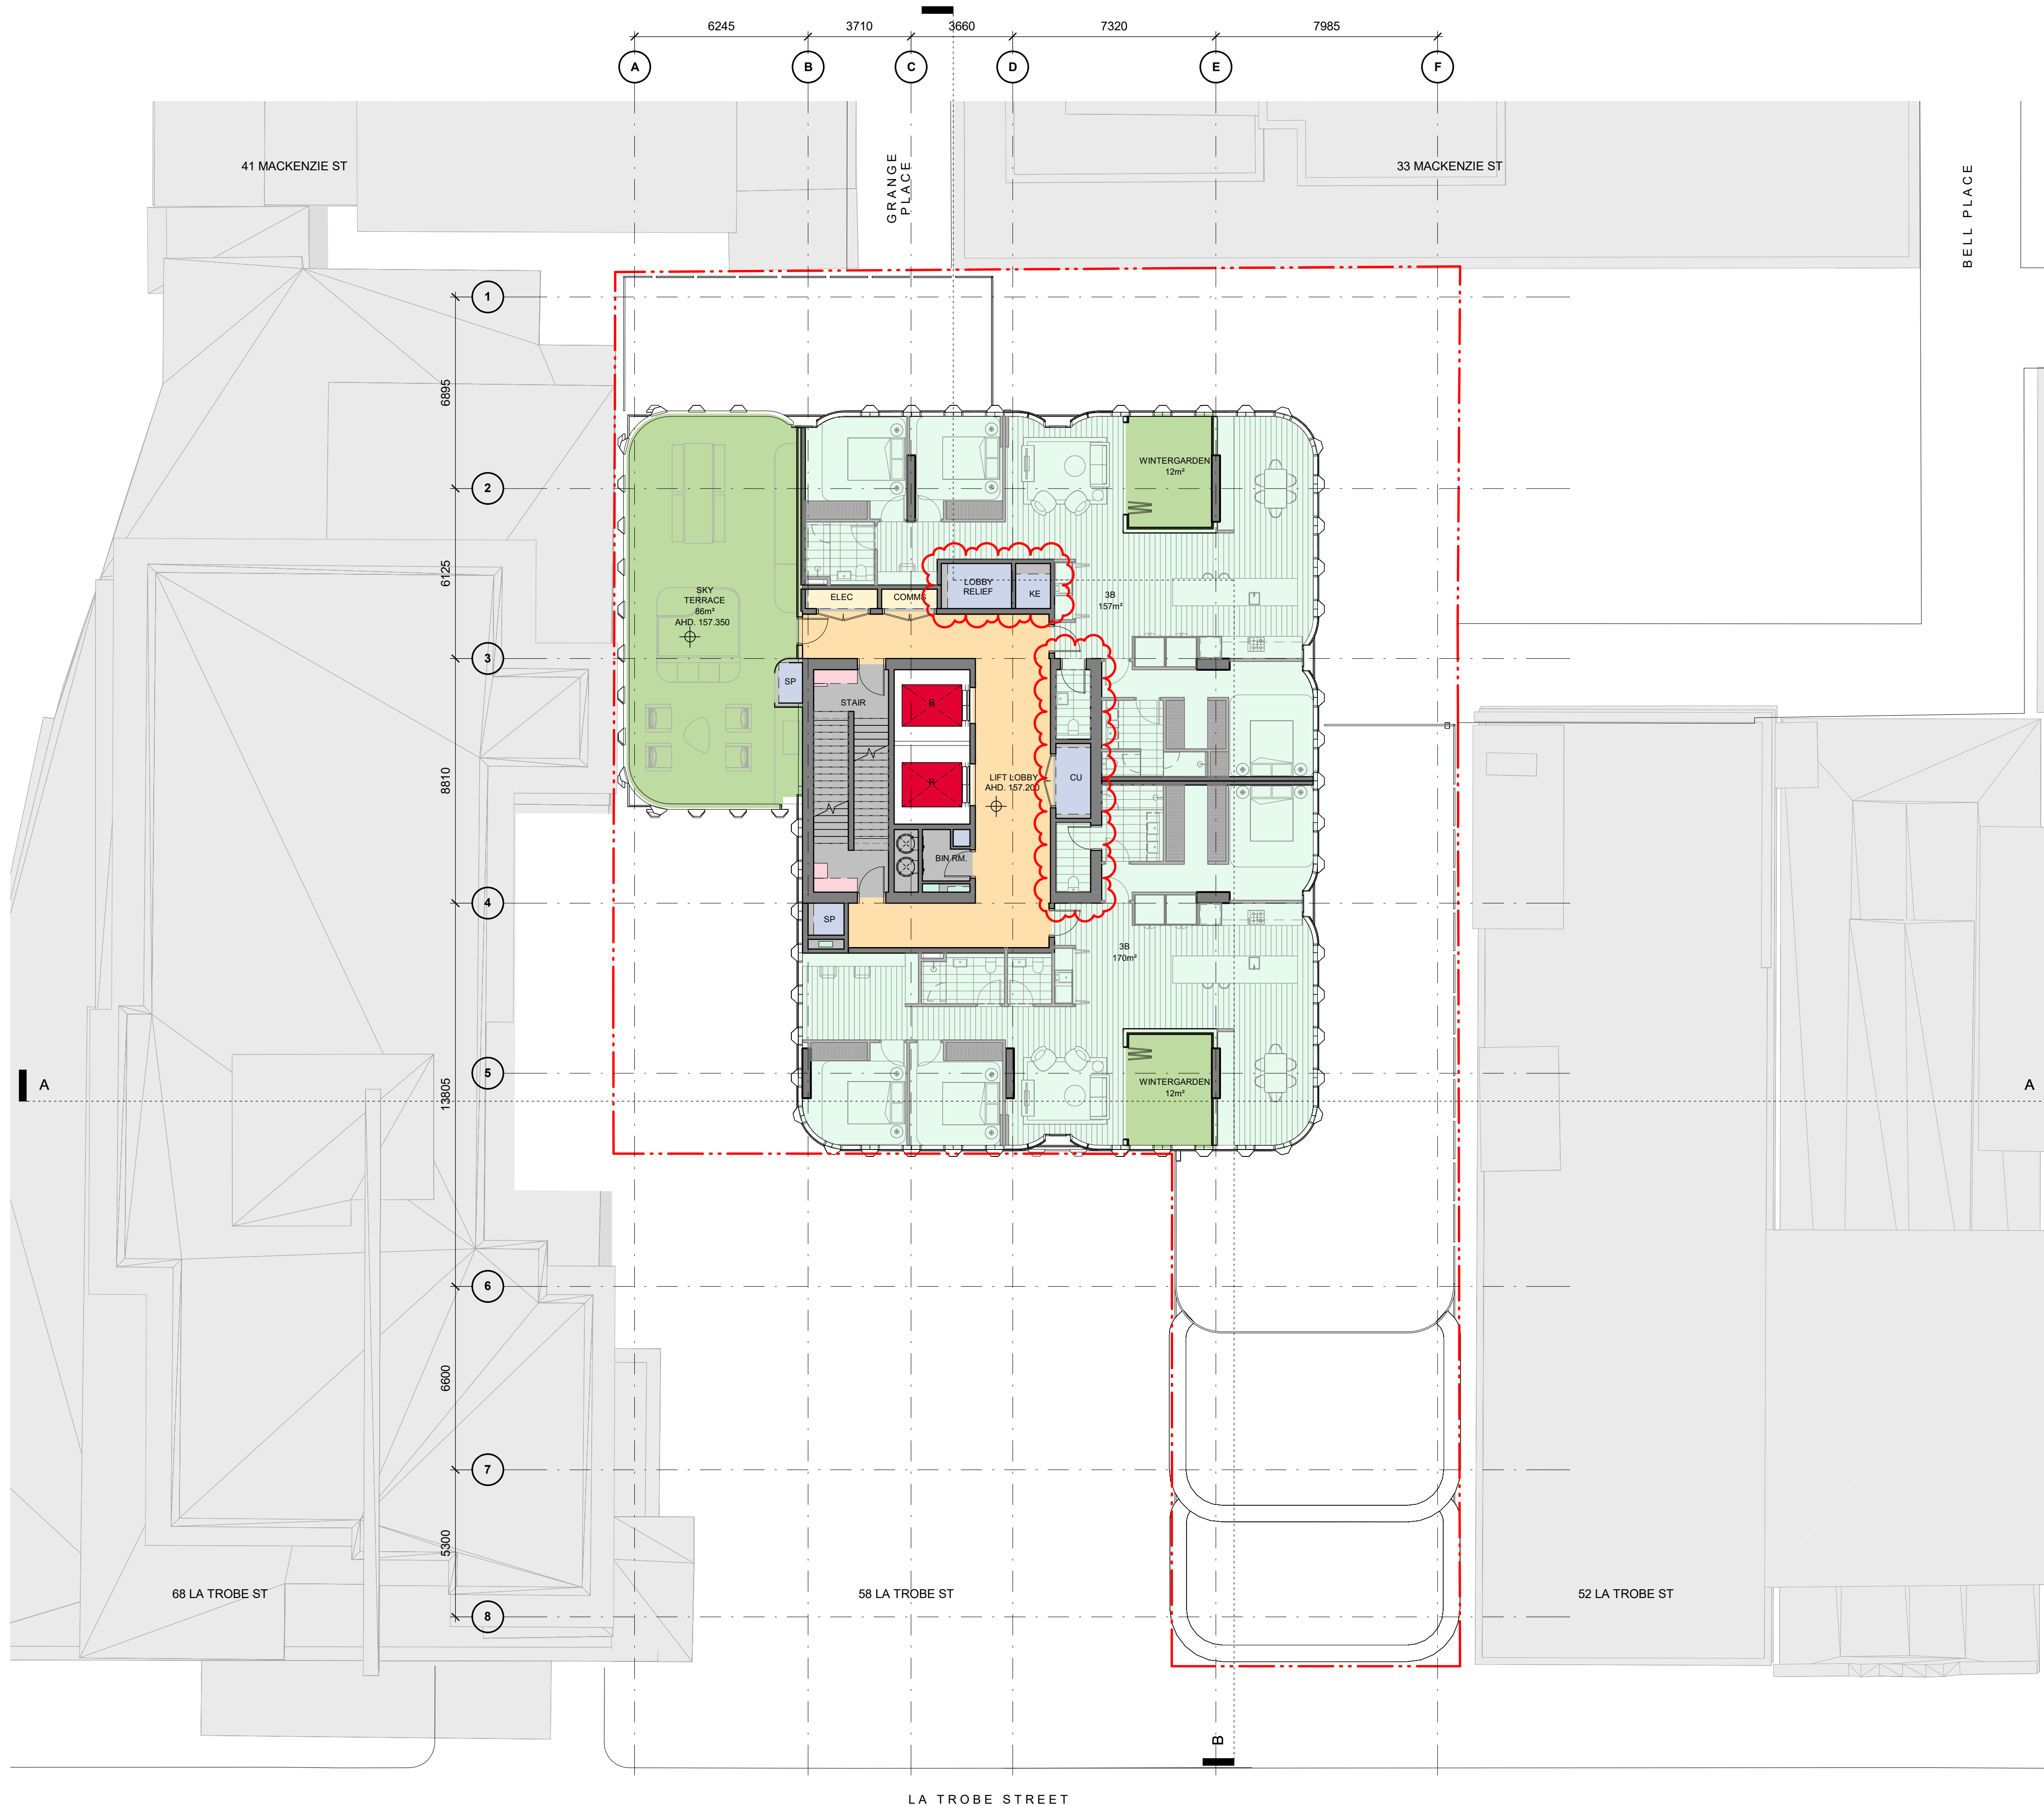 6245 3710 3660 7320 7985
A B C D E F
41 MACKENZIE ST
GRANGE
PLACE
33 MACKENZIE ST
BELL PLACE
1
6895
2
WINTERGARDEN
12m²
6125
SKY
TERRACE
86m²
AHD. 157.350
ELEC
COMMS
LOBBY
RELIEF
KE
3B
157m²
3
SP
STAIR
R
8810
R
LIFT LOBBY
AHD. 157.200
CU
BIN RM.
4
SP
3B
170m²
5
A
13805
WINTERGARDEN
12m²
A
6
6600
7
5300
68 LA TROBE ST
58 LA TROBE ST
52 LA TROBE ST
8
B
LA TROBE STREET